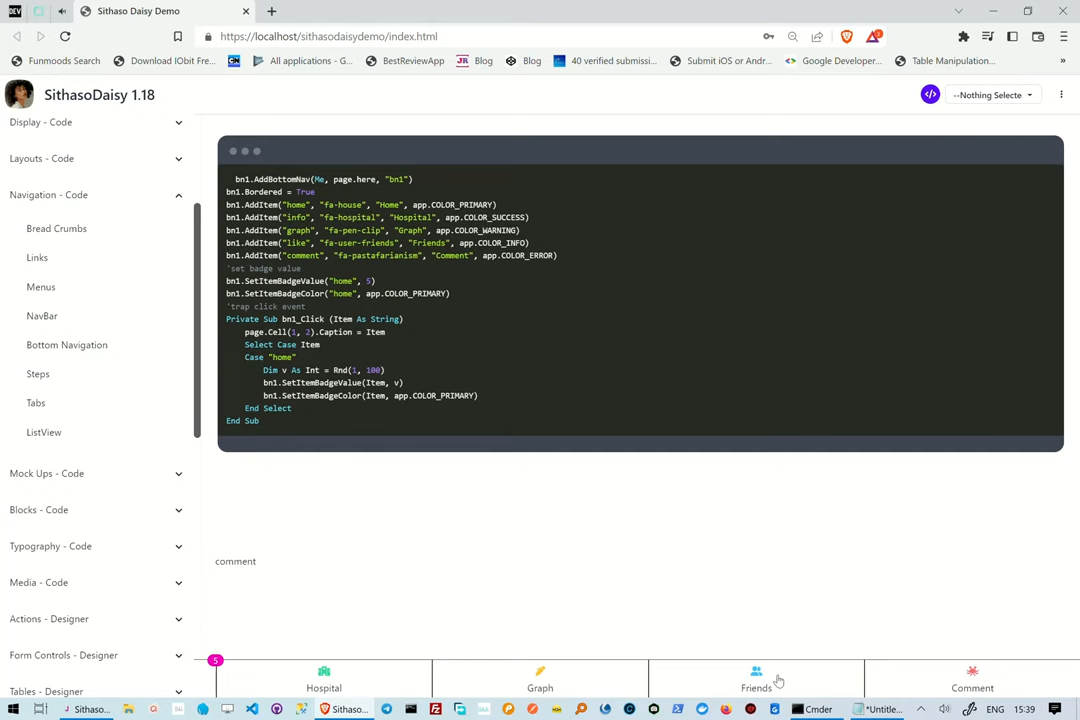 DEV
Sithaso Daisy Demo
https://localhost/sithasodaisydemo/index.html
Funmoods Search
Download IObit Fre...
All applications - G...
BestReviewApp
JR Blog
Blog
40 verified submissi...
Submit iOS or Andr...
Google Developer...
Table Manipulation...
»
SithasoDaisy 1.18
--Nothing Selecte
Display - Code
Layouts - Code
Navigation - Code
Bread Crumbs
Links
Menus
NavBar
Bottom Navigation
Steps
Tabs
ListView
Mock Ups - Code
Blocks - Code
Typography - Code
Media - Code
Actions - Designer
Form Controls - Designer
Tables - Designer
bn1.AddBottomNav(Me, page.here, "bn1")
bn1.Bordered = True
bn1.AddItem("home", "fa-house", "Home", app.COLOR_PRIMARY)
bn1.AddItem("info", "fa-hospital", "Hospital", app.COLOR_SUCCESS)
bn1.AddItem("graph", "fa-pen-clip", "Graph", app.COLOR_WARNING)
bn1.AddItem("like", "fa-user-friends", "Friends", app.COLOR_INFO)
bn1.AddItem("comment", "fa-pastafarianism", "Comment", app.COLOR_ERROR)
'set badge value
bn1.SetItemBadgeValue("home", 5)
bn1.SetItemBadgeColor("home", app.COLOR_PRIMARY)
'trap click event
Private Sub bn1_Click (Item As String)
page.Cell(1, 2).Caption = Item
Select Case Item
Case "home"
Dim v As Int = Rnd(1, 100)
bn1.SetItemBadgeValue(Item, v)
bn1.SetItemBadgeColor(Item, app.COLOR_PRIMARY)
End Select
End Sub
comment
5
Hospital
Graph
Friends
Comment
Sithaso...
Sithaso...
Cmder
*Untitle...
ENG
15:39